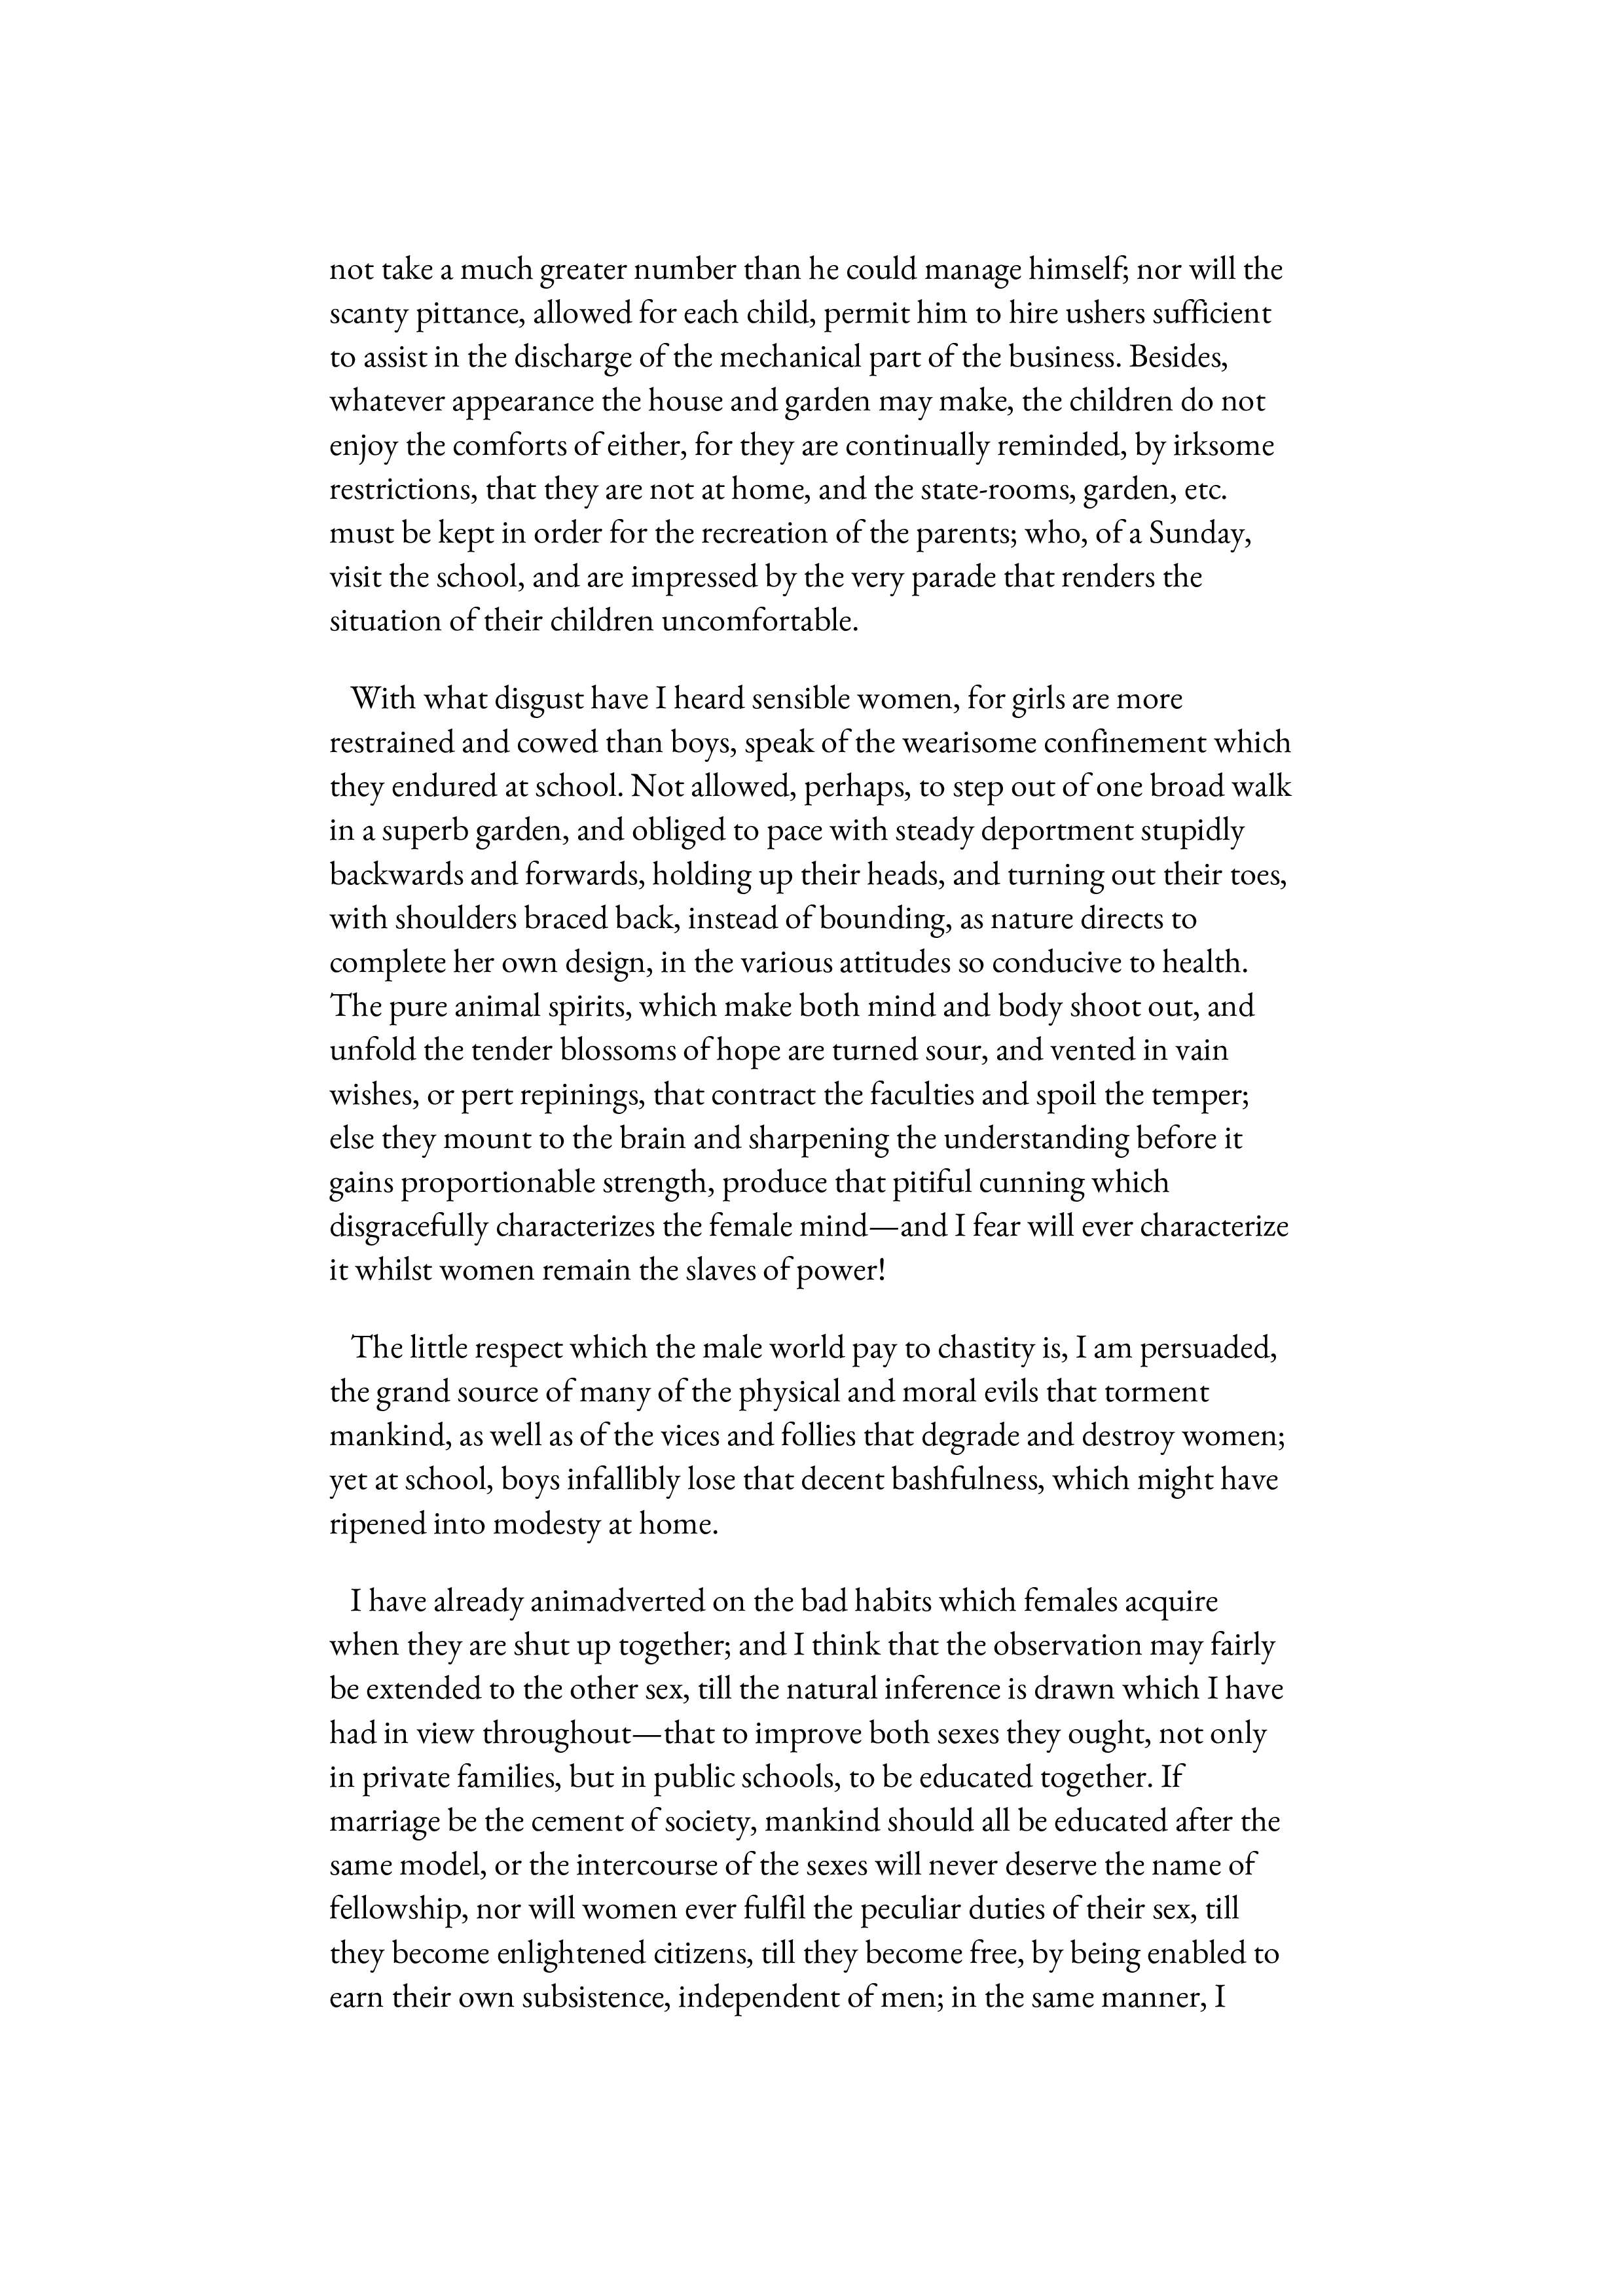 not take a much greater number than he could manage himself; nor will the
scanty pittance, allowed for each child, permit him to hire ushers sufficient
to assist in the discharge of the mechanical part of the business. Besides,
whatever appearance the house and garden may make, the children do not
enjoy the comforts of either, for they are continually reminded, by irksome
restrictions, that they are not at home, and the state-rooms, garden, etc.
must be kept in order for the recreation of the parents; who, of a Sunday,
visit the school, and are impressed by the very parade that renders the
situation of their children uncomfortable.
With what disgust have I heard sensible women, for girls are more
restrained and cowed than boys, speak of the wearisome confinement which
they endured at school. Not allowed, perhaps, to step out of one broad walk
in a superb garden, and obliged to pace with steady deportment stupidly
backwards and forwards, holding up their heads, and turning out their toes,
with shoulders braced back, instead of bounding, as nature directs to
complete her own design, in the various attitudes so conducive to health.
The pure animal spirits, which make both mind and body shoot out, and
unfold the tender blossoms of hope are turned sour, and vented in vain
wishes, or pert repinings, that contract the faculties and spoil the temper;
else they mount to the brain and sharpening the understanding before it
gains proportionable strength, produce that pitiful cunning which
disgracefully characterizes the female mind—and I fear will ever characterize
it whilst women remain the slaves of power!
The little respect which the male world pay to chastity is, I am persuaded,
the grand source of many of the physical and moral evils that torment
mankind, as well as of the vices and follies that degrade and destroy women;
yet at school, boys infallibly lose that decent bashfulness, which might have
ripened into modesty at home.
I have already animadverted on the bad habits which females acquire
when they are shut up together; and I think that the observation may fairly
be extended to the other sex, till the natural inference is drawn which I have
had in view throughout—that to improve both sexes they ought, not only
in private families, but in public schools, to be educated together. If
marriage be the cement of society, mankind should all be educated after the
same model, or the intercourse of the sexes will never deserve the name of
fellowship, nor will women ever fulfil the peculiar duties of their sex, till
they become enlightened citizens, till they become free, by being enabled to
earn their own subsistence, independent of men; in the same manner, I